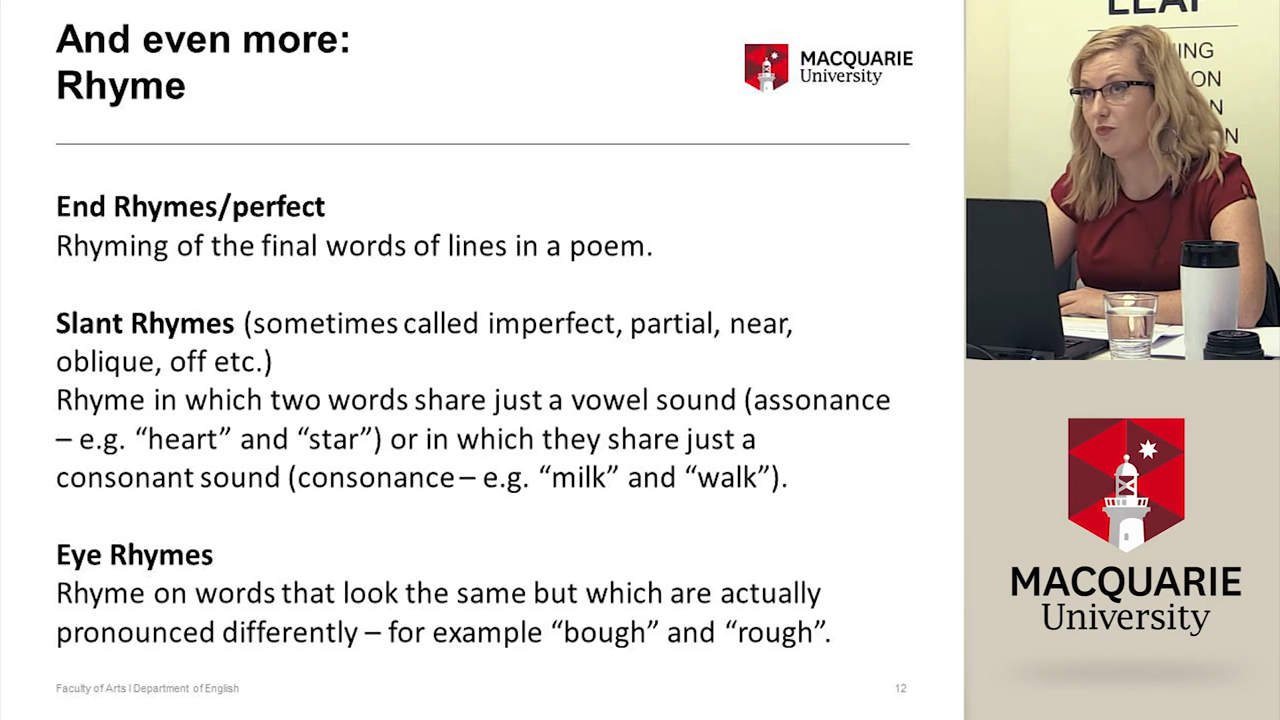 And even more:
Rhyme
MACQUARIE
University
End Rhymes/perfect
Rhyming of the final words of lines in a poem.
Slant Rhymes (sometimes called imperfect, partial, near,
oblique, off etc.)
Rhyme in which two words share just a vowel sound (assonance
– e.g. “heart” and “star”) or in which they share just a
consonant sound (consonance – e.g. “milk” and “walk”).
Eye Rhymes
Rhyme on words that look the same but which are actually
pronounced differently – for example “bough” and “rough”.
Faculty of Arts I Department of English
12
MACQUARIE
University